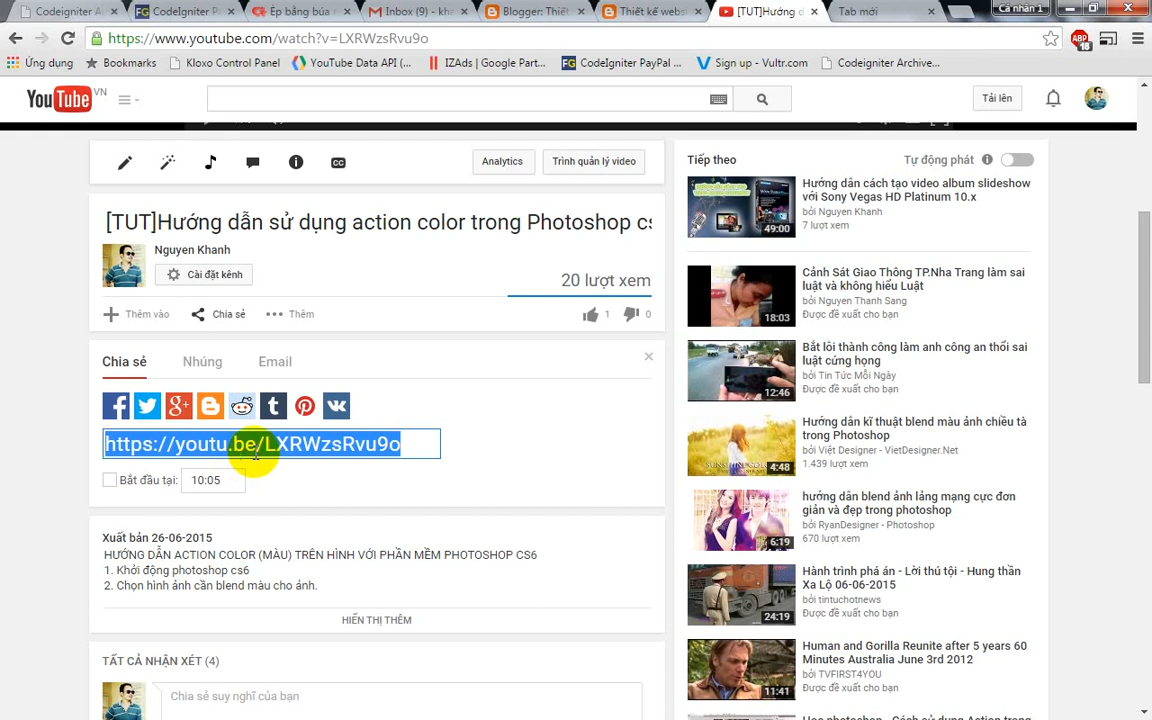 Codeigniter A
CodeIgniter P
Ép bằng búa r
Inbox (9) - khr
Blogger: Thiết
Thiết kế webs
[TUT]Hướng d
Tab mới
Cá nhân 1
https://www.youtube.com/watch?v=LXRWzsRvu9o
ABP
18
Ứng dụng
Bookmarks
Kloxo Control Panel
YouTube Data API (...
IZAds | Google Part...
CodeIgniter PayPal ...
Sign up - Vultr.com
Codeigniter Archive...
YouTube VN
Tải lên
Analytics
Trình quản lý video
[TUT]Hướng dẫn sử dụng action color trong Photoshop cs
Nguyen Khanh
Cài đặt kênh
20 lượt xem
Thêm vào
Chia sẻ
Thêm
1
0
Chia sẻ
Nhúng
Email
https://youtu.be/LXRWzsRvu9o
Bắt đầu tại:
10:05
Xuất bản 26-06-2015
HƯỚNG DẪN ACTION COLOR (MÀU) TRÊN HÌNH VỚI PHẦN MỀM PHOTOSHOP CS6
1. Khởi động photoshop cs6
2. Chọn hình ảnh cần blend màu cho ảnh.
HIỂN THỊ THÊM
TẤT CẢ NHẬN XÉT (4)
Chia sẻ suy nghĩ của bạn
Tiếp theo
Tự động phát
Hướng dẫn cách tạo video album slideshow
với Sony Vegas HD Platinum 10.x
bởi Nguyen Khanh
7 lượt xem
49:00
Cảnh Sát Giao Thông TP.Nha Trang làm sai
luật và không hiểu Luật
bởi Nguyen Thanh Sang
Được đề xuất cho bạn
18:03
Bắt lôi thành công làm anh công an thổi sai
luật cứng họng
bởi Tin Tức Mỗi Ngày
Được đề xuất cho bạn
12:46
Hướng dẫn kĩ thuật blend màu ảnh chiều tà
trong Photoshop
bởi Việt Designer - VietDesigner.Net
1.439 lượt xem
4:48
hướng dẫn blend ảnh lảng mạng cực đơn
giản và đẹp trong photoshop
bởi RyanDesigner - Photoshop
670 lượt xem
6:19
Hành trình phá án - Lời thú tội - Hung thần
Xa Lộ 06-06-2015
bởi tintuchotnews
Được đề xuất cho bạn
24:19
Human and Gorilla Reunite after 5 years 60
Minutes Australia June 3rd 2012
bởi TVFIRST4YOU
Được đề xuất cho bạn
11:41
Học photoshop - Cách sử dụng Action trong